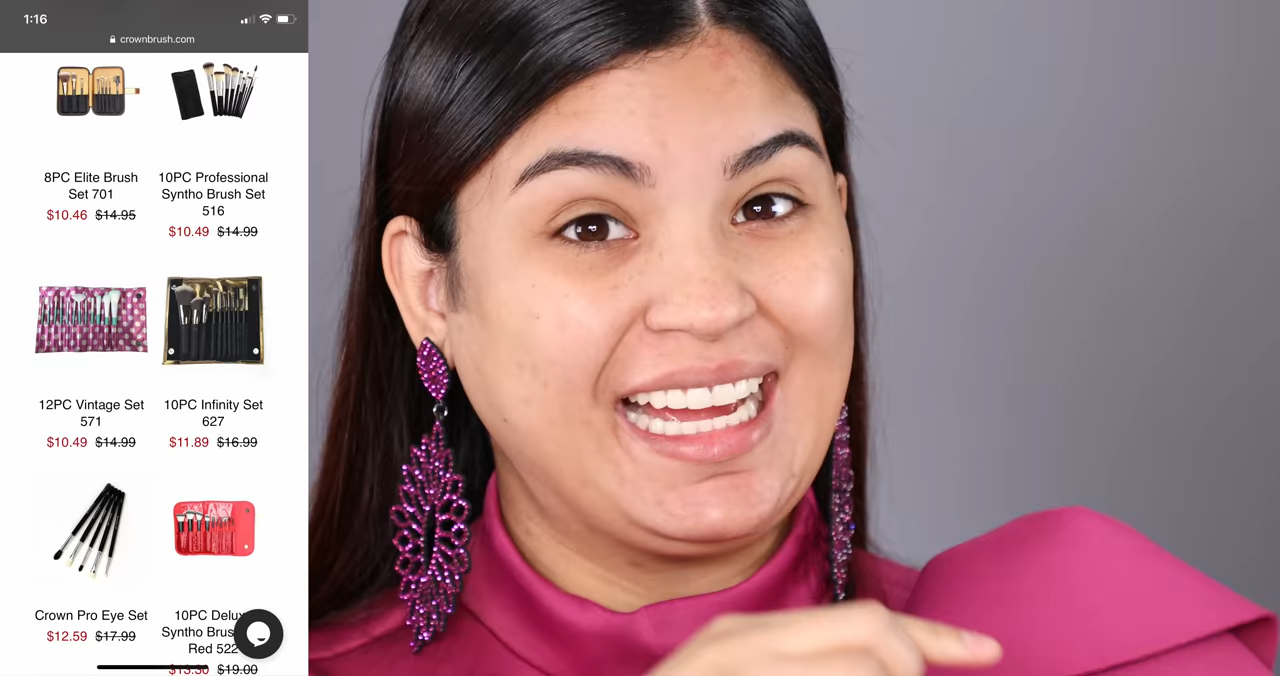 1:16
crownbrush.com
8PC Elite Brush
Set 701
$10.46 $14.95
10PC Professional
Syntho Brush Set
516
$10.49 $14.99
12PC Vintage Set
571
$10.49 $14.99
10PC Infinity Set
627
$11.89 $16.99
Crown Pro Eye Set
$12.59 $17.99
10PC Delu
Syntho Brus
Red 522
$13.30 $19.00